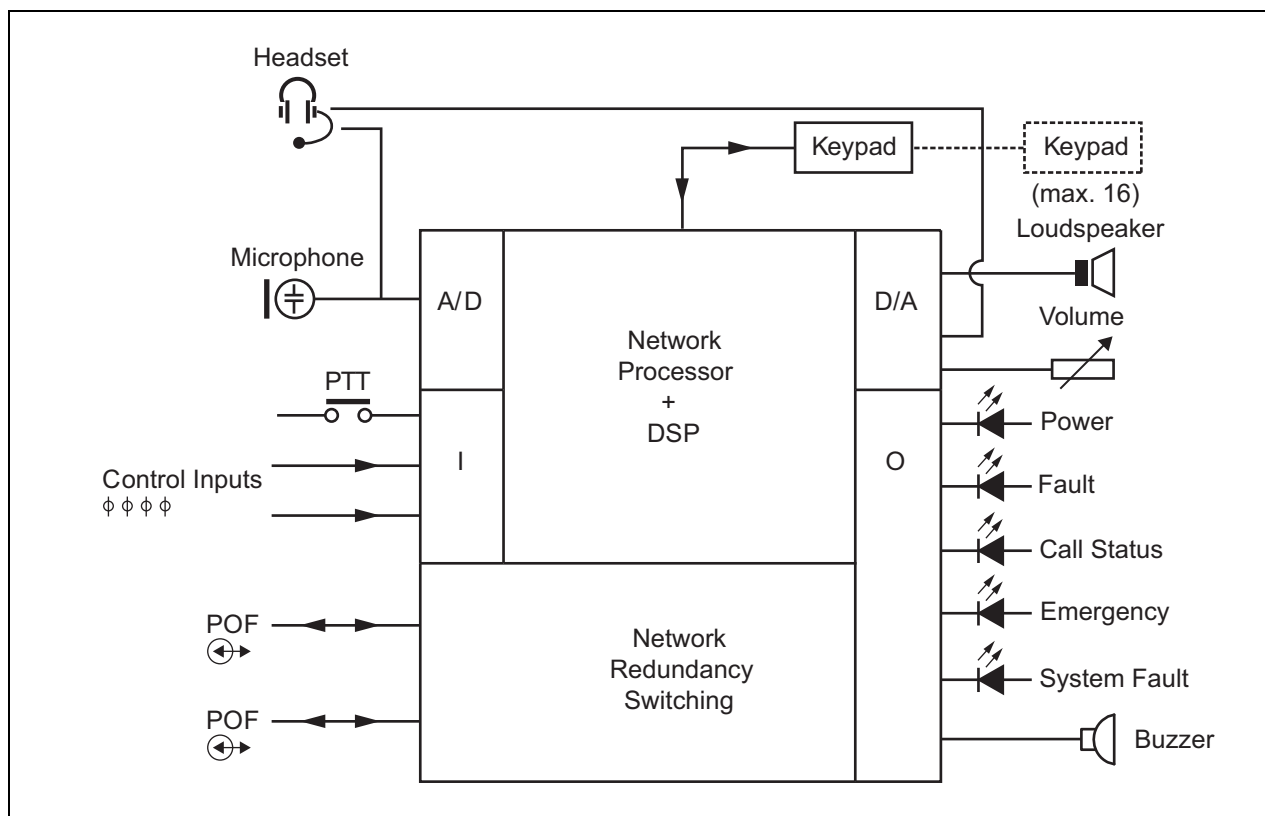 Headset
Keypad
Keypad
(max. 16)
Loudspeaker
Microphone
A/D
D/A
Volume
Network
Processor
+
DSP
PTT
Power
I
O
Control Inputs
Fault
Call Status
POF
Network
Redundancy
Switching
Emergency
System Fault
POF
Buzzer